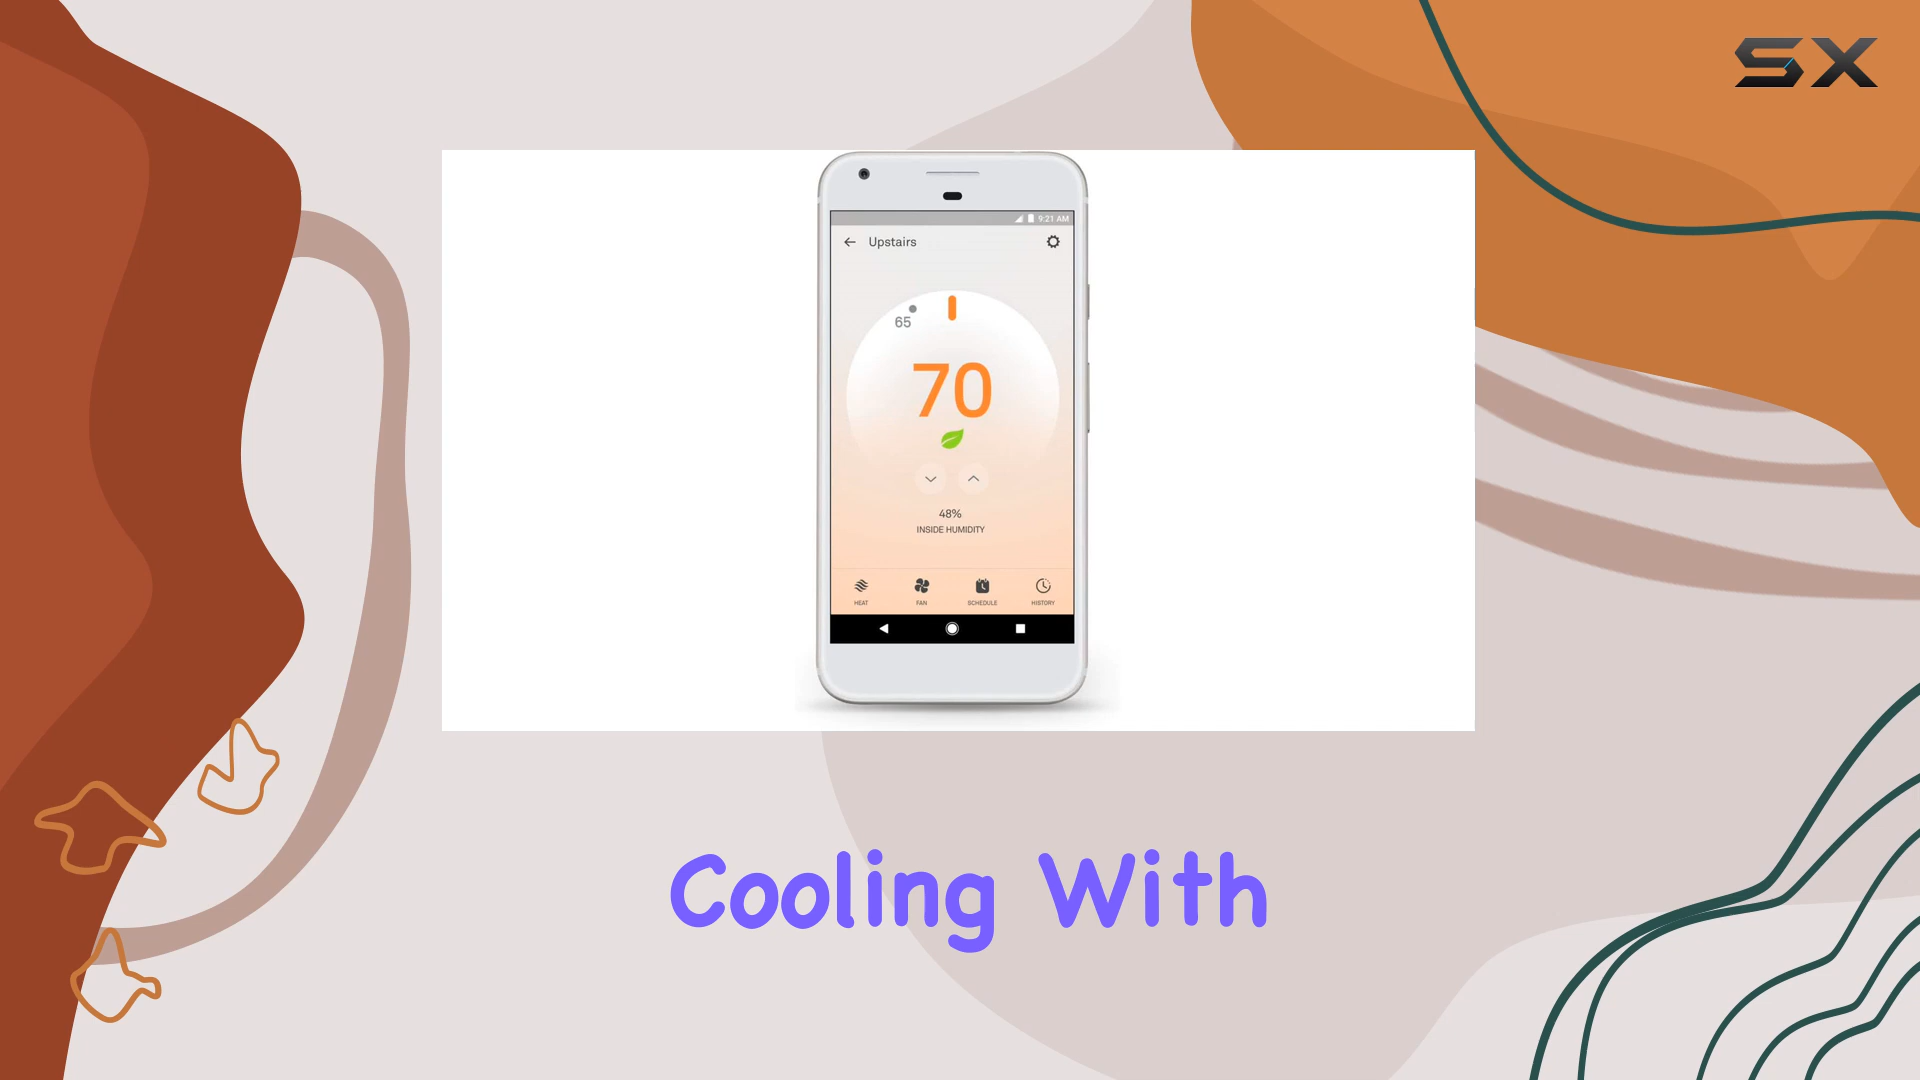 SX
9:21 AM
Upstairs
65
70
48%
INSIDE HUMIDITY
HEAT FAN SCHEDULE HISTORY
Cooling With